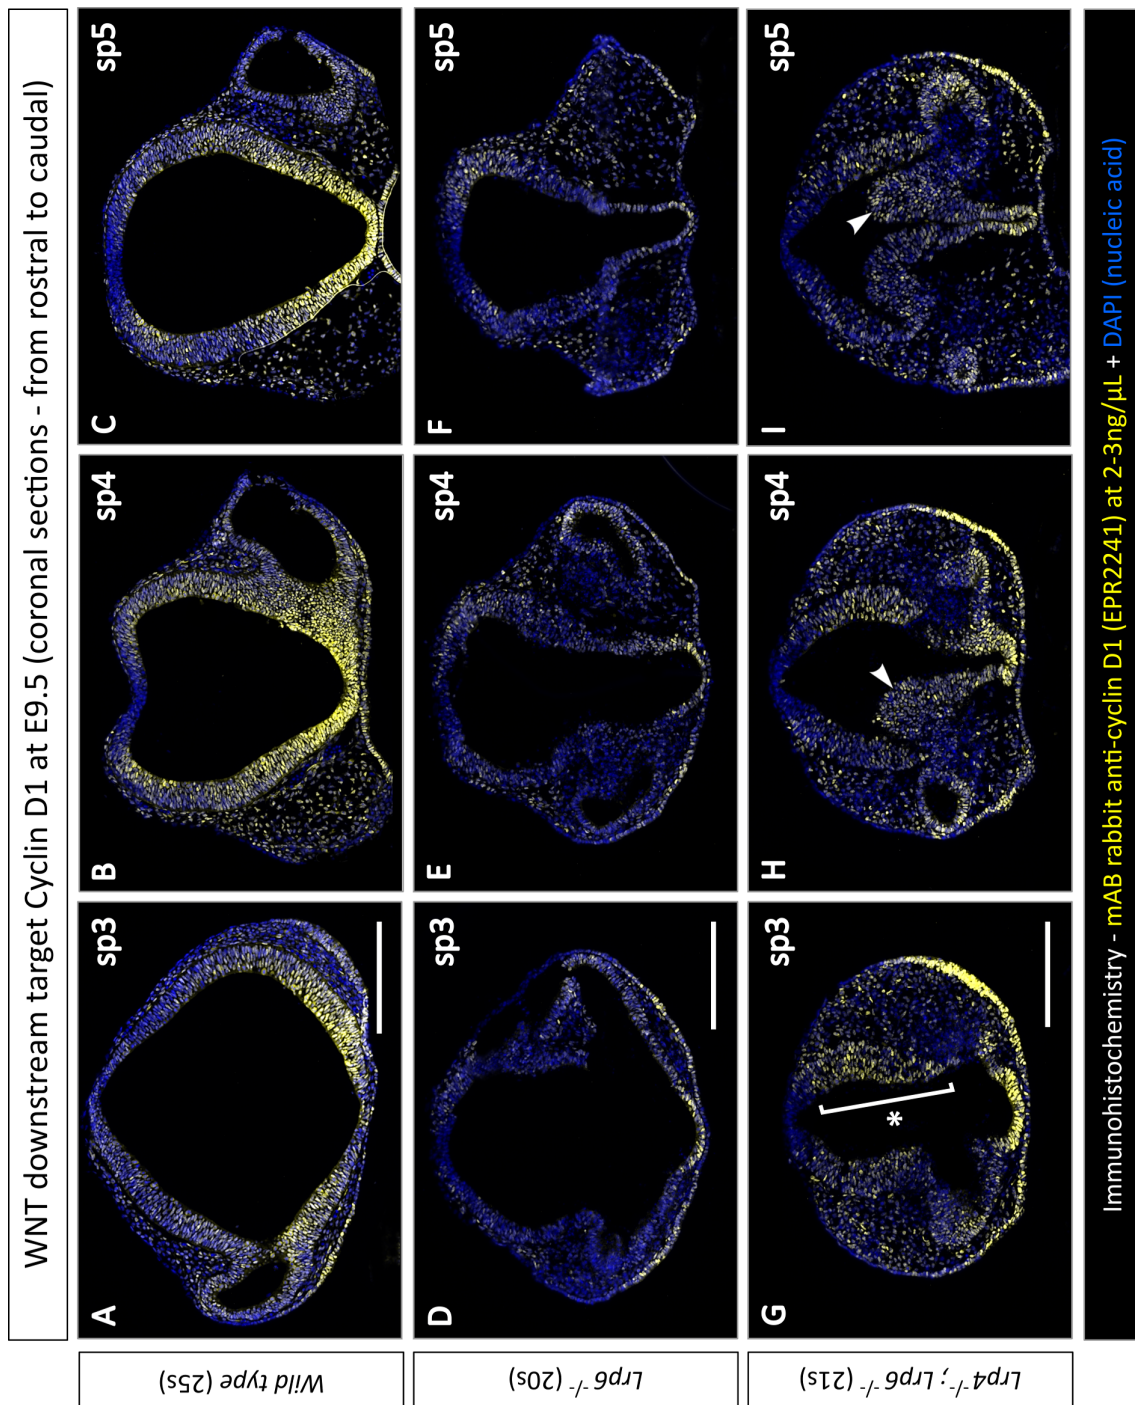 WNT downstream target Cyclin D1 at E9.5 (coronal sections - from rostral to caudal)
Wild type (25s)
A
sp3
B
sp4
C
sp5
Lrp6-/- (20s)
D
sp3
E
sp4
F
sp5
Lrp4-/-; Lrp6-/- (21s)
G
sp3
*
H
sp4
I
sp5
Immunohistochemistry - mAB rabbit anti-cyclin D1 (EPR2241) at 2-3ng/µL + DAPI (nucleic acid)